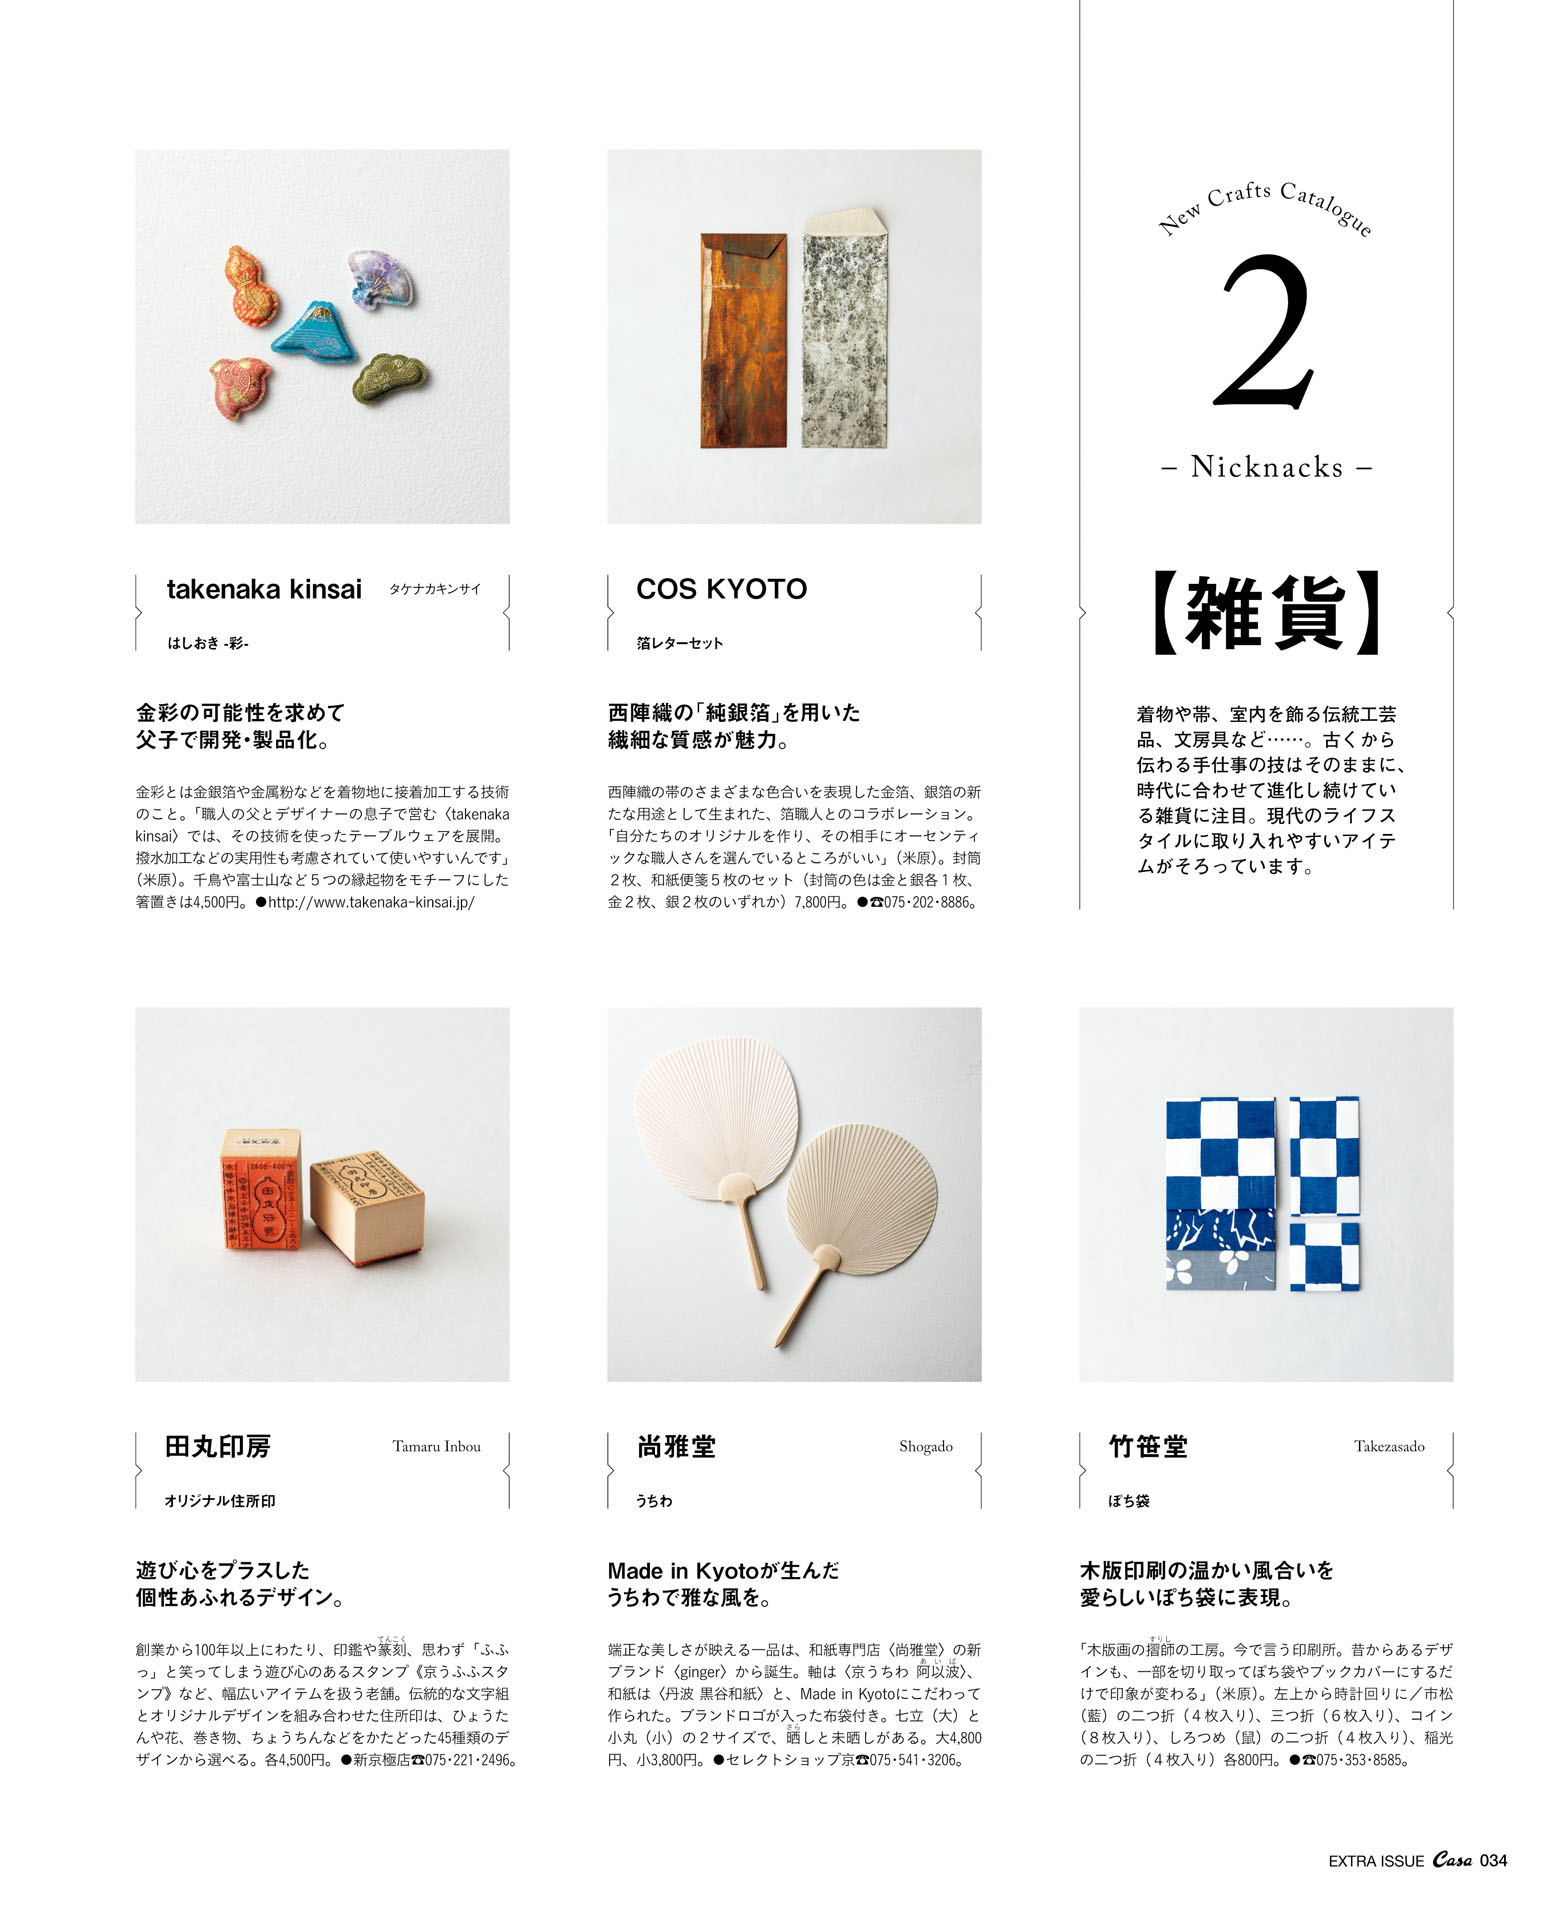 New Crafts Catalogue
2
– Nicknacks –
【雑貨】
着物や帯、室内を飾る伝統工芸
品、文房具など……。古くから
伝わる手仕事の技はそのままに、
時代に合わせて進化し続けてい
る雑貨に注目。現代のライフス
タイルに取り入れやすいアイテ
ムがそろっています。
takenaka kinsai タケナカキンサイ
はしおき -彩-
金彩の可能性を求めて
父子で開発・製品化。
金彩とは金銀箔や金属粉などを着物地に接着加工する技術
のこと。「職人の父とデザイナーの息子で営む〈takenaka
kinsai〉では、その技術を使ったテーブルウェアを展開。
撥水加工などの実用性も考慮されていて使いやすいんです」
（米原）。千鳥や富士山など５つの縁起物をモチーフにした
箸置きは4,500円。●http://www.takenaka-kinsai.jp/
COS KYOTO
箔レターセット
西陣織の「純銀箔」を用いた
繊細な質感が魅力。
西陣織の帯のさまざまな色合いを表現した金箔、銀箔の新
たな用途として生まれた、箔職人とのコラボレーション。
「自分たちのオリジナルを作り、その相手にオーセンティ
ックな職人さんを選んでいるところがいい」（米原）。封筒
２枚、和紙便箋５枚のセット（封筒の色は金と銀各１枚、
金２枚、銀２枚のいずれか）7,800円。●☎075・202・8886。
田丸印房
田丸印房
田丸印房 Tamaru Inbou
オリジナル住所印
遊び心をプラスした
個性あふれるデザイン。
てんこく
創業から100年以上にわたり、印鑑や篆刻、思わず「ふふ
っ」と笑ってしまう遊び心のあるスタンプ《京うふふスタ
ンプ》など、幅広いアイテムを扱う老舗。伝統的な文字組
とオリジナルデザインを組み合わせた住所印は、ひょうた
んや花、巻き物、ちょうちんなどをかたどった45種類のデ
ザインから選べる。各4,500円。●新京極店☎075・221・2496。
尚雅堂 Shogado
うちわ
Made in Kyotoが生んだ
うちわで雅な風を。
端正な美しさが映える一品は、和紙専門店〈尚雅堂〉の新
あいば
ブランド〈ginger〉から誕生。軸は〈京うちわ 阿以波〉、
和紙は〈丹波 黒谷和紙〉と、Made in Kyotoにこだわって
作られた。ブランドロゴが入った布袋付き。七立（大）と
さら
小丸（小）の２サイズで、晒しと未晒しがある。大4,800
円、小3,800円。●セレクトショップ京☎075・541・3206。
竹笹堂 Takezasado
ぽち袋
木版印刷の温かい風合いを
愛らしいぽち袋に表現。
すりし
「木版画の摺師の工房。今で言う印刷所。昔からあるデザ
インも、一部を切り取ってぽち袋やブックカバーにするだ
けで印象が変わる」（米原）。左上から時計回りに／市松
（藍）の二つ折（４枚入り）、三つ折（６枚入り）、コイン
（８枚入り）、しろつめ（鼠）の二つ折（４枚入り）、稲光
の二つ折（４枚入り）各800円。●☎075・353・8585。
EXTRA ISSUE Casa 034